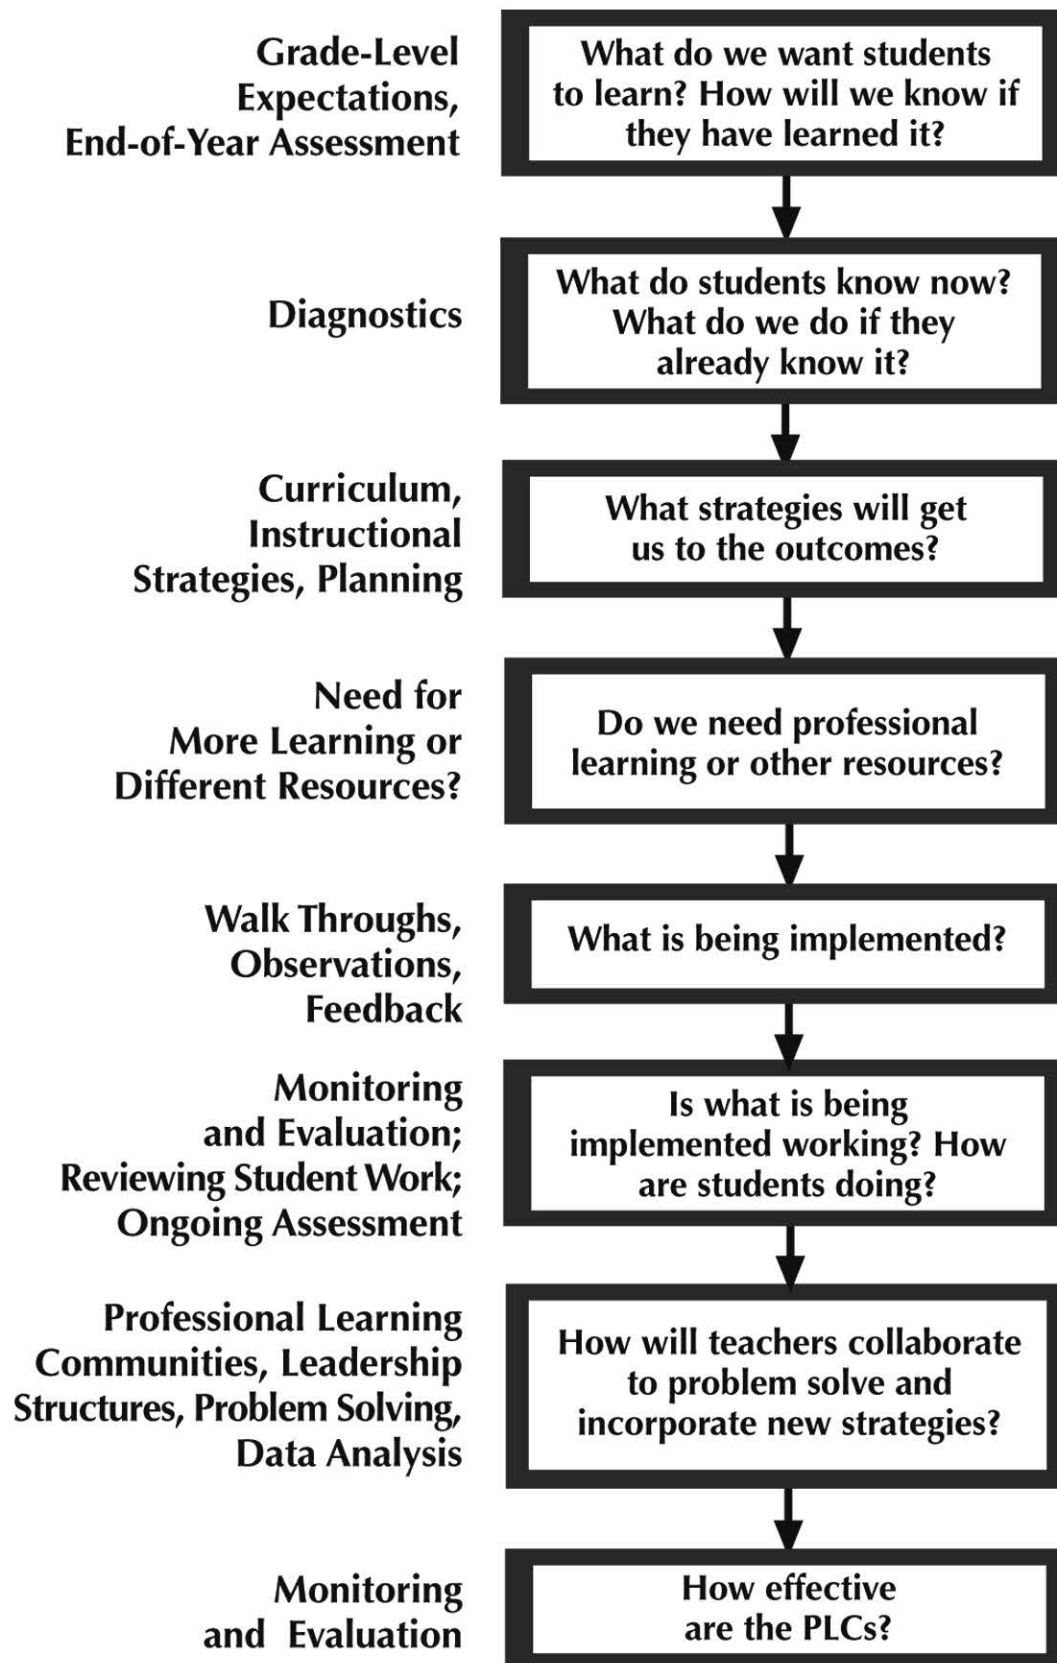 Grade-Level
Expectations,
End-of-Year Assessment
What do we want students
to learn? How will we know if
they have learned it?
Diagnostics
What do students know now?
What do we do if they
already know it?
Curriculum,
Instructional
Strategies, Planning
What strategies will get
us to the outcomes?
Need for
More Learning or
Different Resources?
Do we need professional
learning or other resources?
Walk Throughs,
Observations,
Feedback
What is being implemented?
Monitoring
and Evaluation;
Reviewing Student Work;
Ongoing Assessment
Is what is being
implemented working? How
are students doing?
Professional Learning
Communities, Leadership
Structures, Problem Solving,
Data Analysis
How will teachers collaborate
to problem solve and
incorporate new strategies?
Monitoring
and Evaluation
How effective
are the PLCs?